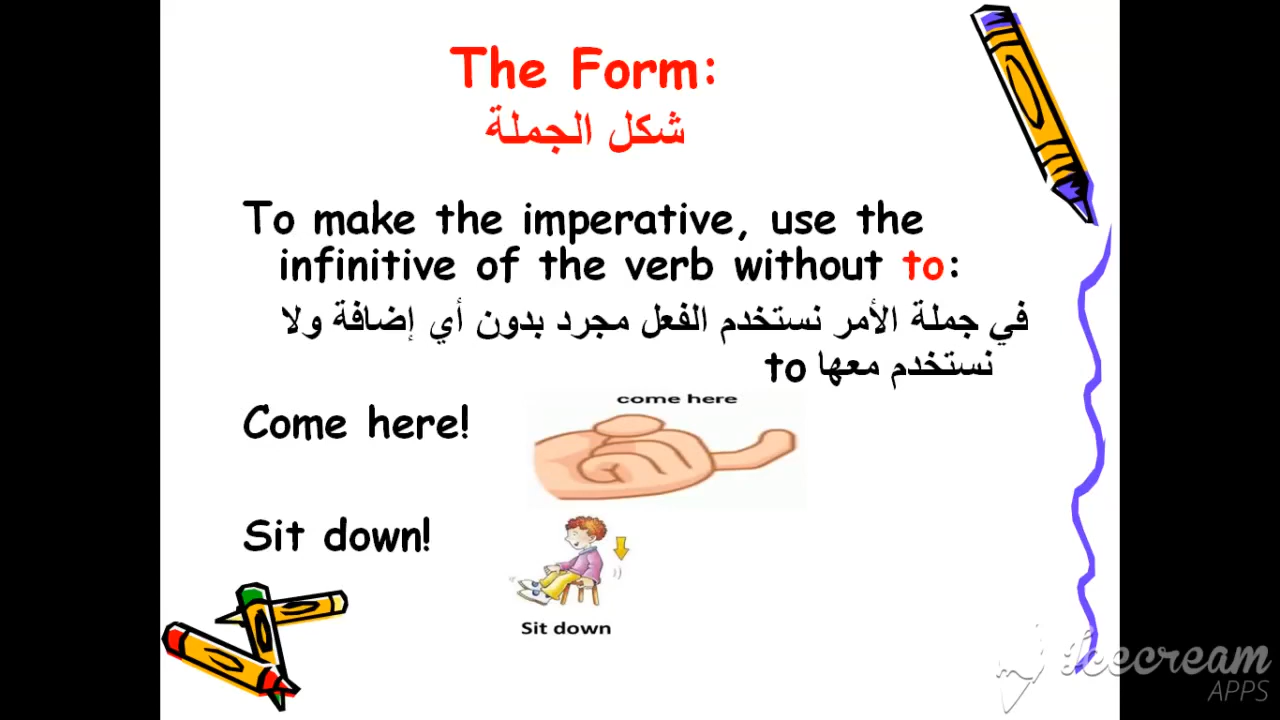 The Form:
شكل الجملة
To make the imperative, use the
infinitive of the verb without to:
في جملة الأمر نستخدم الفعل مجرد بدون أي إضافة ولا
نستخدم معها to
come here
Come here!
Sit down!
Sit down
Icecream
APPS